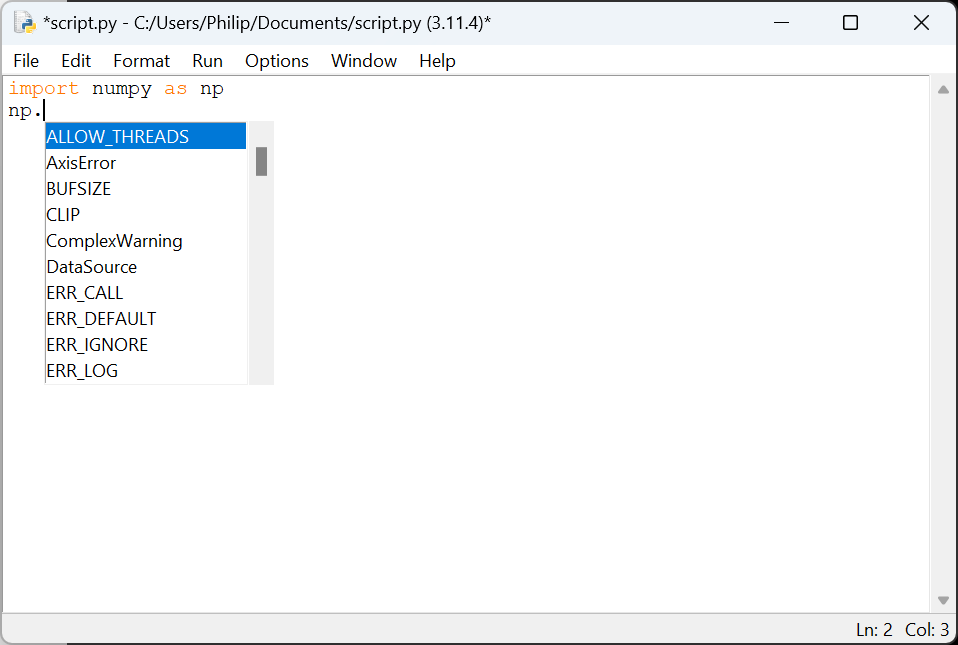 *script.py - C:/Users/Philip/Documents/script.py (3.11.4)*
File Edit Format Run Options Window Help
import numpy as np
np.
ALLOW_THREADS
AxisError
BUFSIZE
CLIP
ComplexWarning
DataSource
ERR_CALL
ERR_DEFAULT
ERR_IGNORE
ERR_LOG
Ln: 2 Col: 3